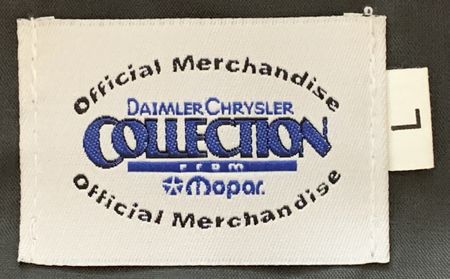 Official Merchandise
DAIMLERCHRYSLER
COLLECTION
FROM
Mopar.
Official Merchandise
L